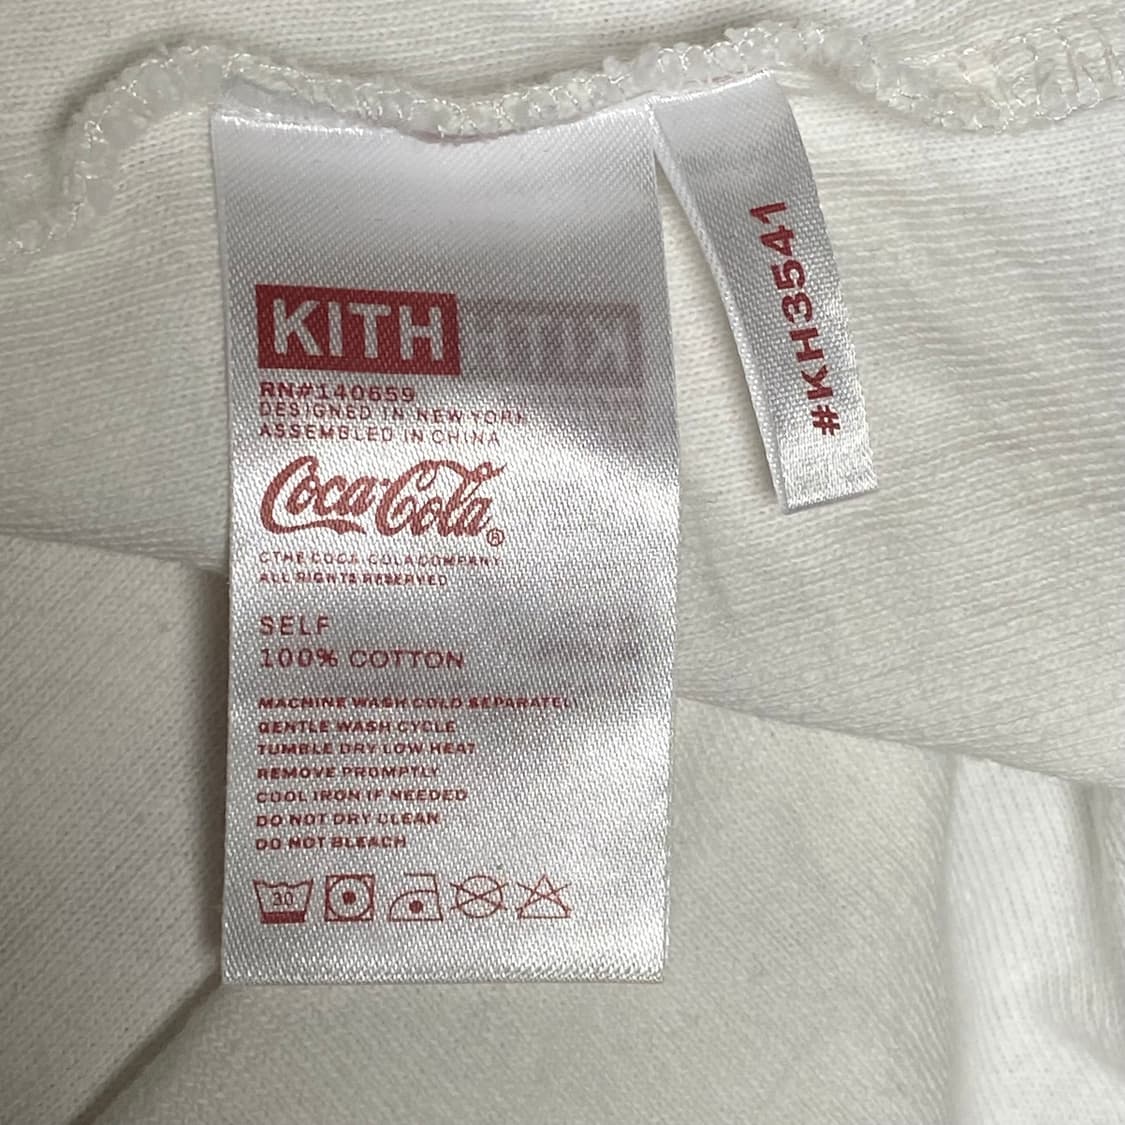 KITH
RN#140659
DESIGNED IN NEW YORK
ASSEMBLED IN CHINA
Coca-Cola®
©THE COCA-COLA COMPANY
ALL RIGHTS RESERVED
SELF
100% COTTON
MACHINE WASH COLD SEPARATELY
GENTLE WASH CYCLE
TUMBLE DRY LOW HEAT
REMOVE PROMPTLY
COOL IRON IF NEEDED
DO NOT DRY CLEAN
DO NOT BLEACH
30
#KH3541